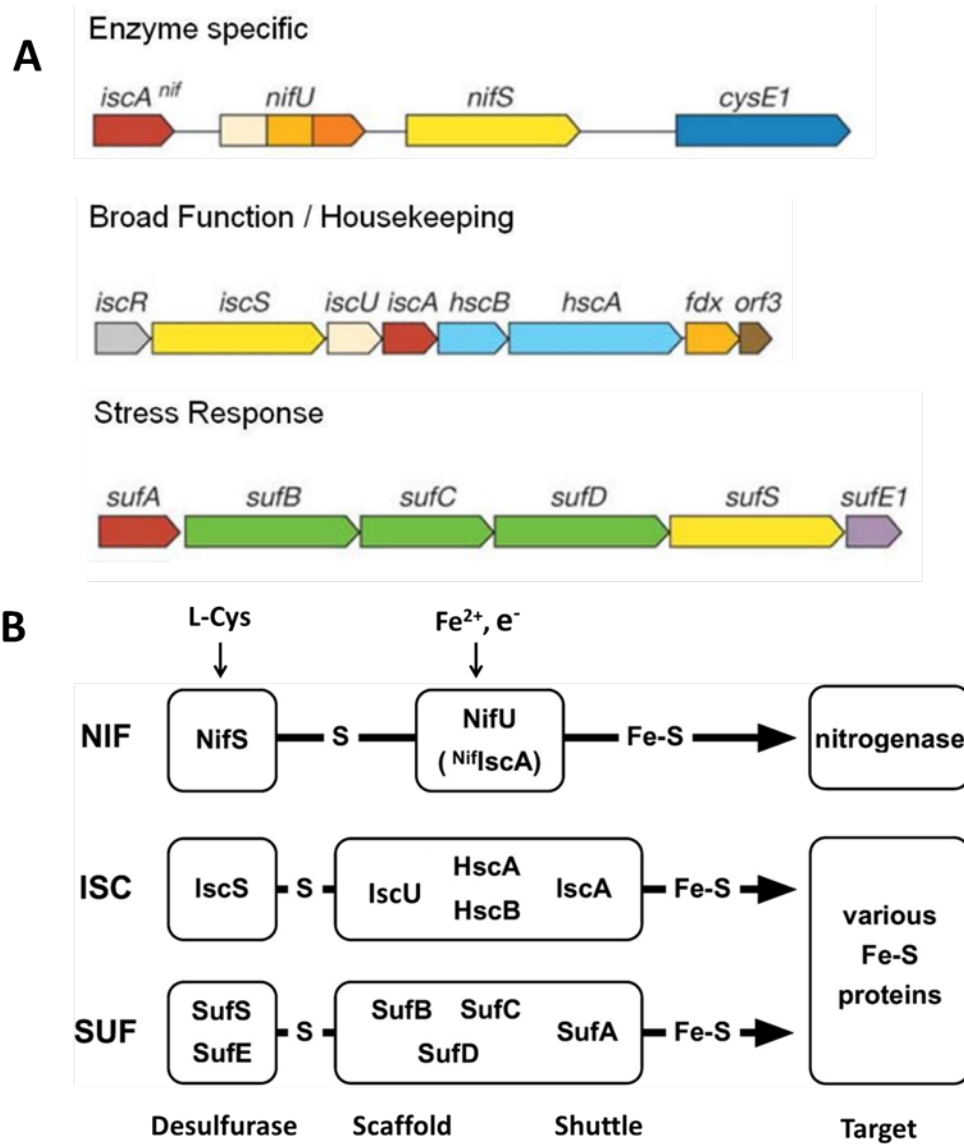 A
Enzyme specific
iscA nif nifU nifS cysE1
Broad Function / Housekeeping
iscR iscS iscU iscA hscB hscA fdx orf3
Stress Response
sufA sufB sufC sufD sufS sufE1
B
L-Cys Fe²⁺, e⁻
NIF NifS S NifU Fe-S nitrogenase
( NifIscA)
ISC IscS S IscU HscA IscA Fe-S
HscB
various
Fe-S
proteins
SUF SufS S SufB SufC SufA Fe-S
SufE SufD
Desulfurase Scaffold Shuttle Target